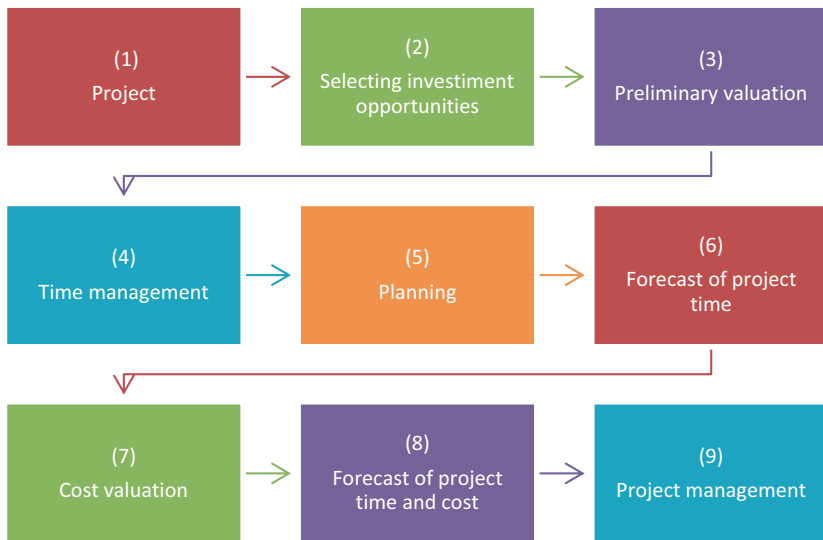 (1)
Project
(2)
Selecting investiment
opportunities
(3)
Preliminary valuation
(4)
Time management
(5)
Planning
(6)
Forecast of project
time
(7)
Cost valuation
(8)
Forecast of project
time and cost
(9)
Project management